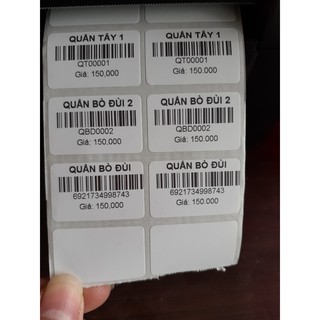 QUẦN TÂY 1
QT00001
Giá: 150,000
QUẦN TÂY 1
QT00001
Giá: 150,000
QUẦN BÒ ĐÙI 2
QBD0002
Giá: 150,000
QUẦN BÒ ĐÙI 2
QBD0002
Giá: 150,000
QUẦN BÒ ĐÙI
6921734998743
Giá: 150,000
QUẦN BÒ ĐÙI
6921734998743
Giá: 150,000